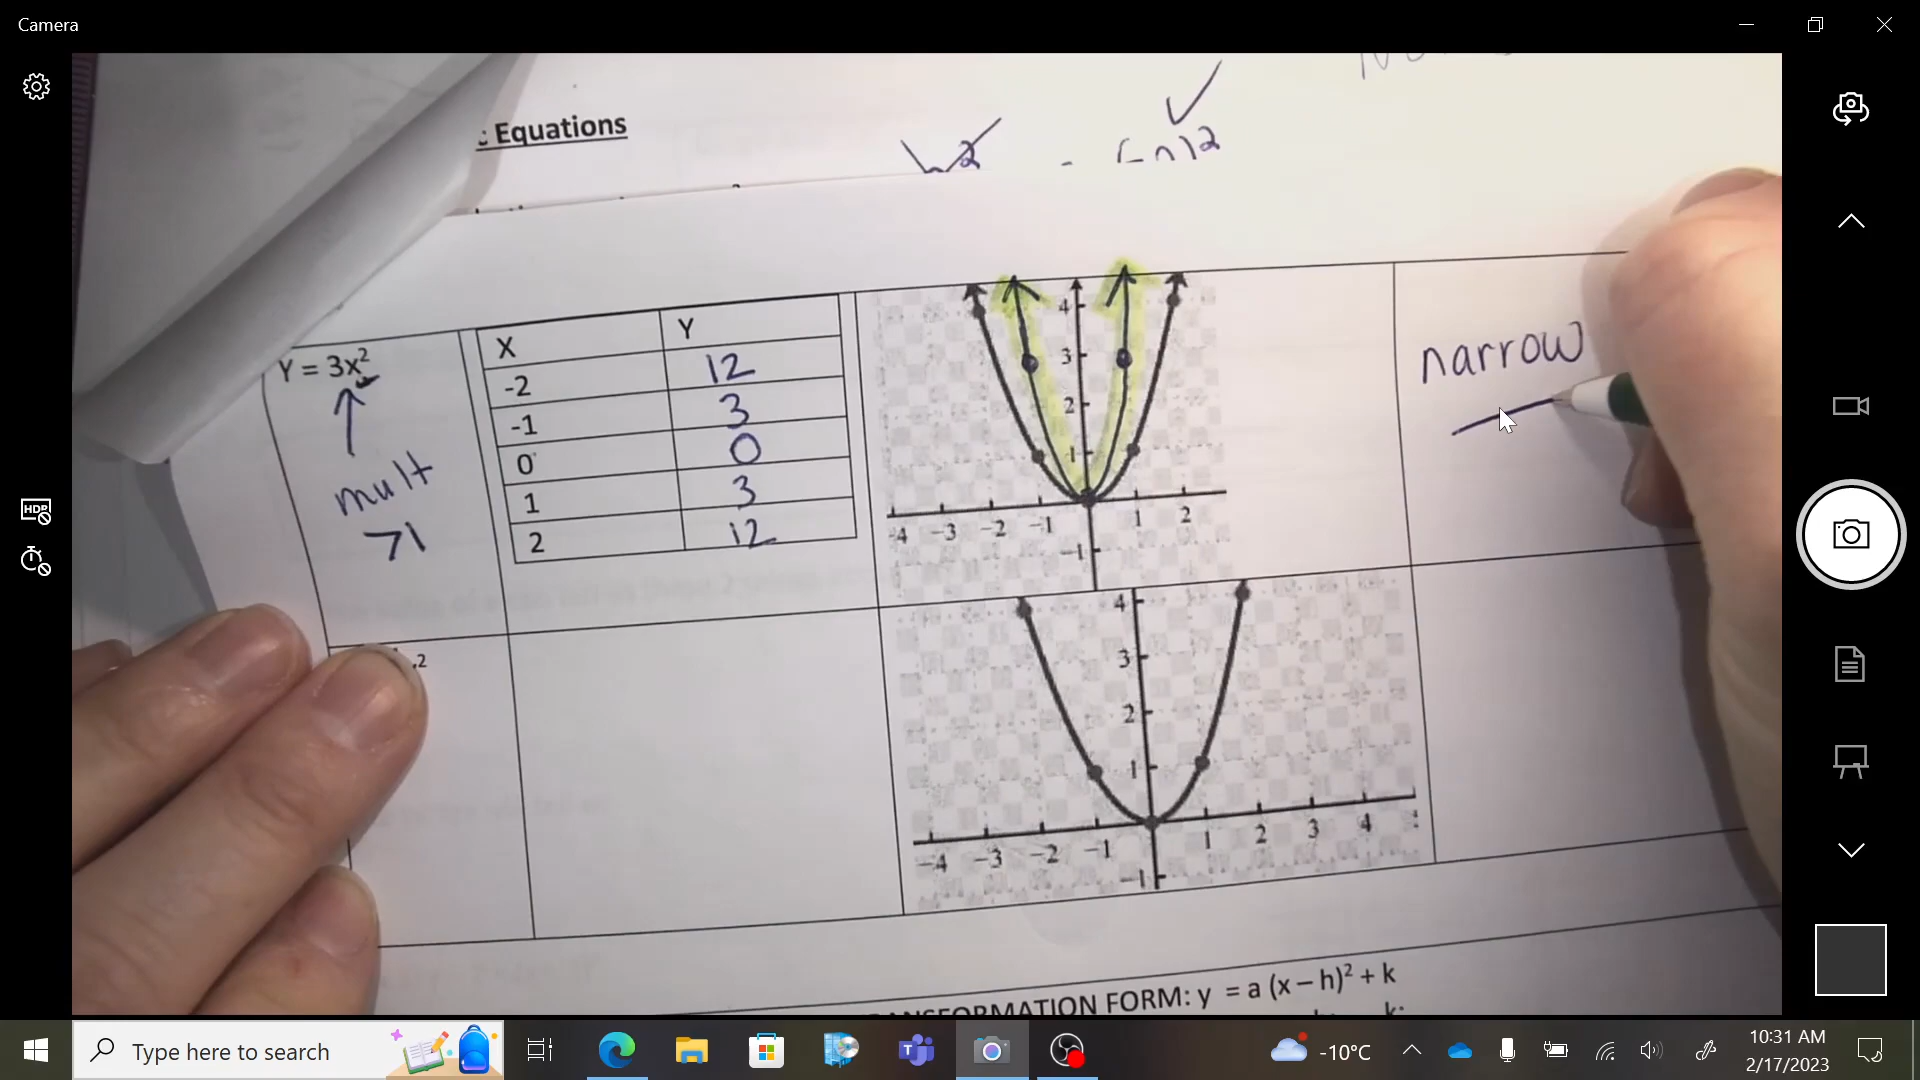 Camera
: Equations
Y = 3x²
mult
>1
X Y
-2 12
-1 3
0 0
1 3
2 12
4
3
2
1
-4 -3 -2 -1 1 2
-1
narrow
4
3
2
1
-4 -3 -2 -1 1 2 3 4
-1
TRANSFORMATION FORM: y = a (x – h)² + k
Type here to search
-10°C
10:31 AM
2/17/2023